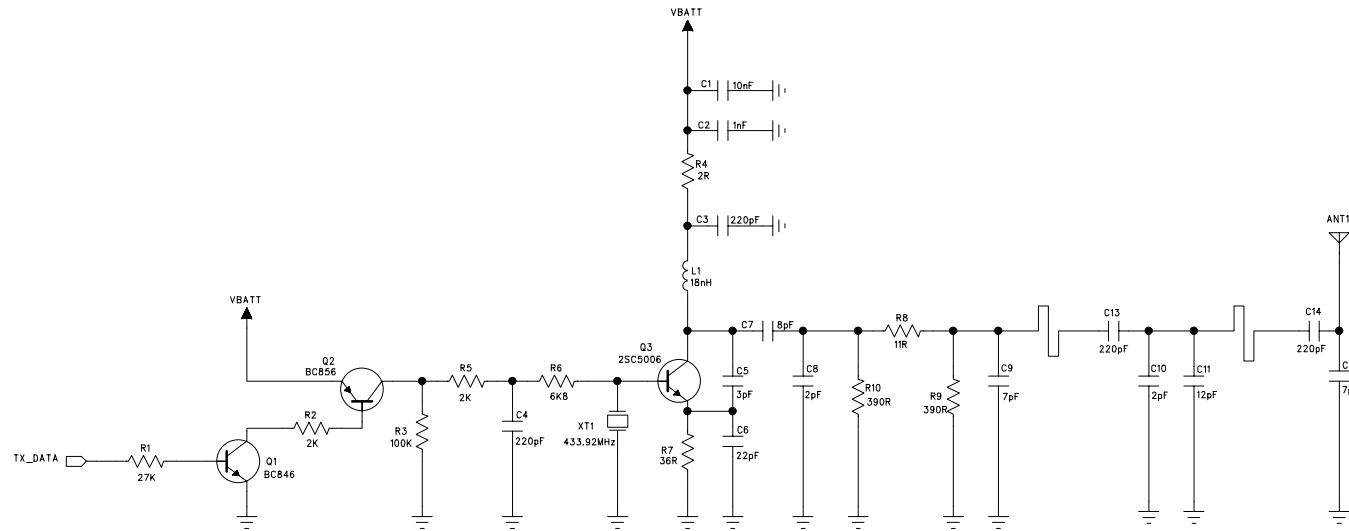 VBATT
C1 10nF
C2 1nF
R4
2R
C3 220pF
ANT1
L1
18nH
VBATT
C7 8pF
R8
11R
C13
220pF
C14
220pF
Q3
2SC5006
Q2
BC856
R5
2K
R6
6K8
C5
3pF
C8
2pF
R10
390R
R9
390R
C9
7pF
C10
2pF
C11
12pF
R2
2K
R3
100K
C4
220pF
XT1
433.92MHz
R7
36R
C6
22pF
TX_DATA
R1
27K
Q1
BC846